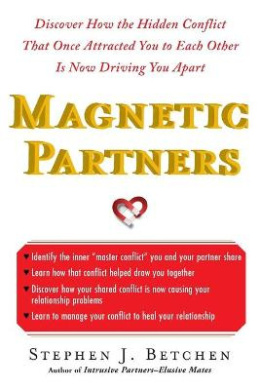 Discover How the Hidden Conflict
That Once Attracted You to Each Other
Is Now Driving You Apart
MAGNETIC
PARTNERS
♥ Identify the inner "master conflict" you and your partner share
♥ Learn how that conflict helped draw you together
♥ Discover how your shared conflict is now causing your
relationship problems
♥ Learn to manage your conflict to heal your relationship
STEPHEN J. BETCHEN
Author of Intrusive Partners–Elusive Mates